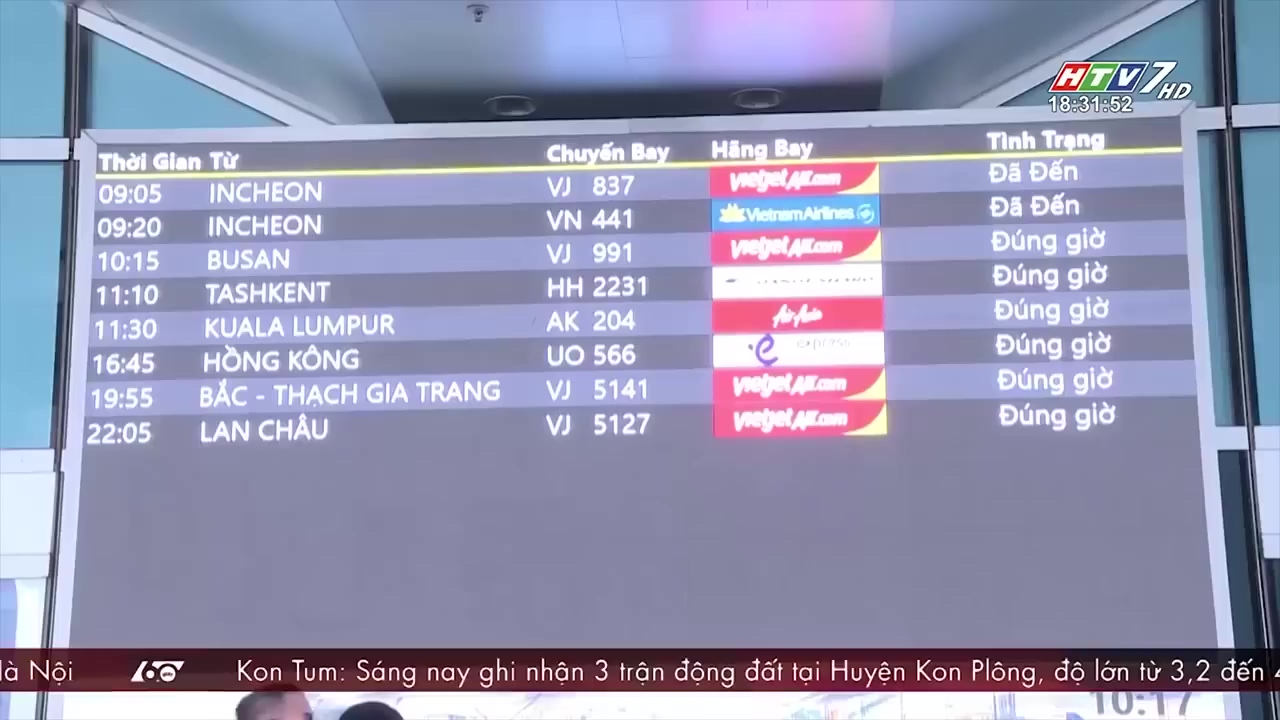 HTV7 HD
18:31:52
Thời Gian Từ Chuyến Bay Hãng Bay Tình Trạng
09:05 INCHEON VJ 837 vietjetAir.com Đã Đến
09:20 INCHEON VN 441 Vietnam Airlines Đã Đến
10:15 BUSAN VJ 991 vietjetAir.com Đúng giờ
11:10 TASHKENT HH 2231 Đúng giờ
11:30 KUALA LUMPUR AK 204 AirAsia Đúng giờ
16:45 HỒNG KÔNG UO 566 express Đúng giờ
19:55 BẮC - THẠCH GIA TRANG VJ 5141 vietjetAir.com Đúng giờ
22:05 LAN CHÂU VJ 5127 vietjetAir.com Đúng giờ
Hà Nội 60 giây Kon Tum: Sáng nay ghi nhận 3 trận động đất tại Huyện Kon Plông, độ lớn từ 3,2 đến 4
10:17